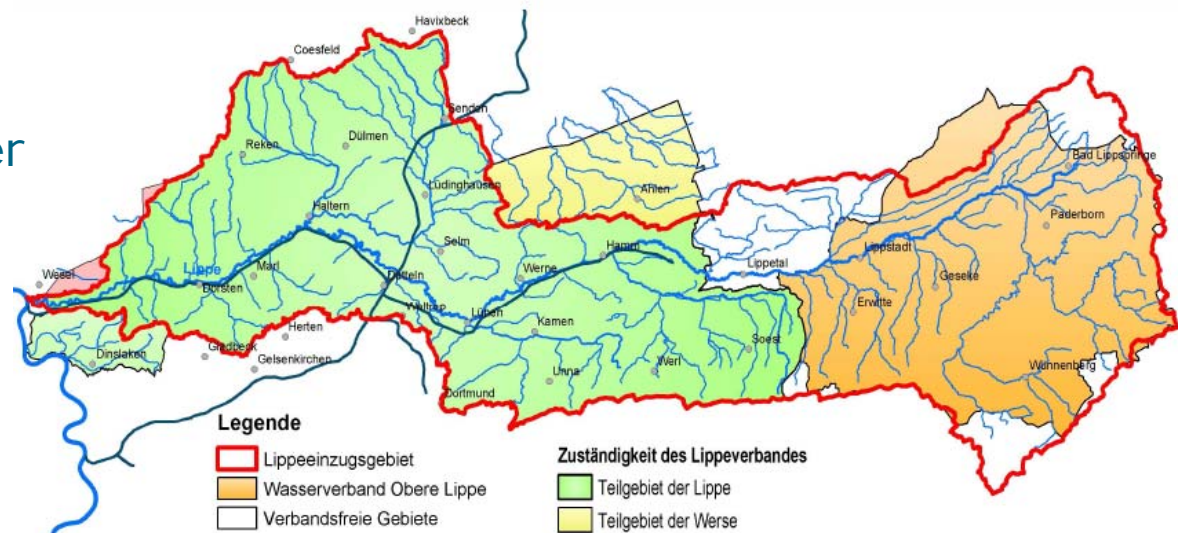 Havixbeck
Coesfeld
er
Senden
Reken
Dülmen
Bad Lippspringe
Lüdinghausen
Ahlen
Haltern
Paderborn
Selm
Hamm
Lippstadt
Wesel
Lippe
Marl
Werne
Lippetal
Geseke
Dorsten
Datteln
Erwitte
Waltrop
Lünen
Kamen
Herten
Soest
Gladbeck
Dinslaken
Gelsenkirchen
Unna
Werl
Wünnenberg
Dortmund
Legende
Lippeeinzugsgebiet
Wasserverband Obere Lippe
Verbandsfreie Gebiete
Zuständigkeit des Lippeverbandes
Teilgebiet der Lippe
Teilgebiet der Werse